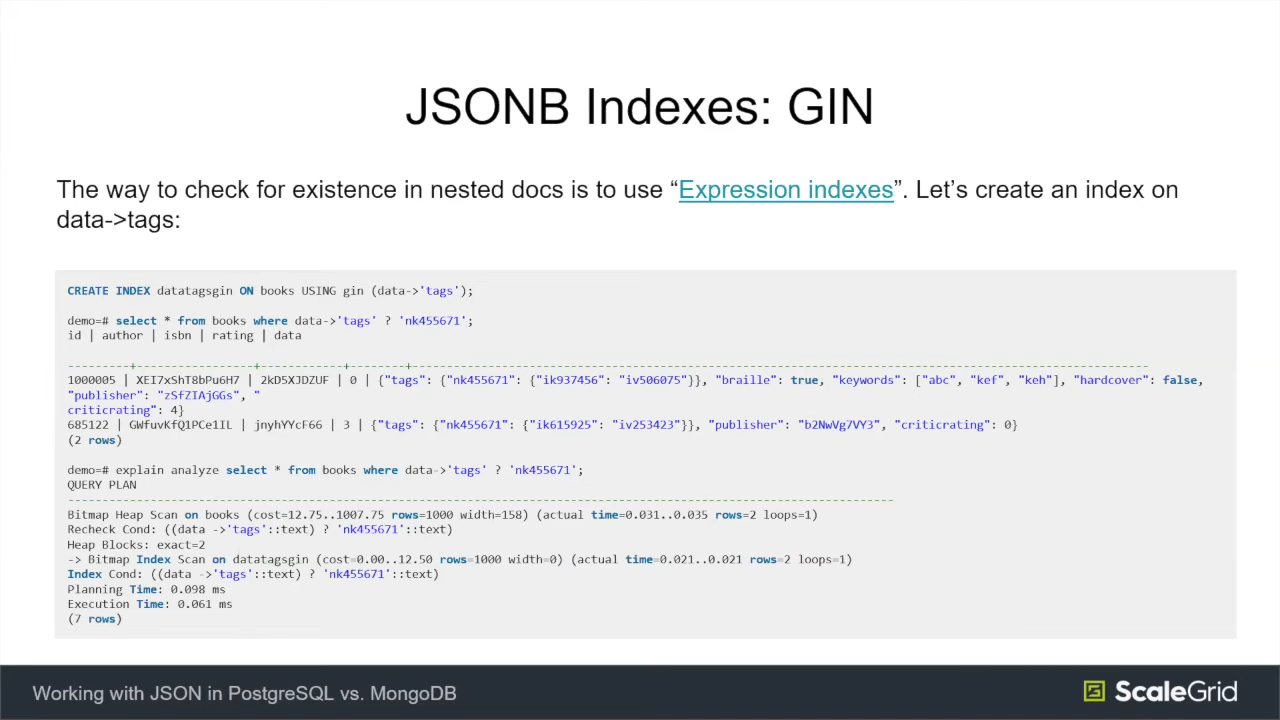 JSONB Indexes: GIN
The way to check for existence in nested docs is to use “Expression indexes”. Let’s create an index on
data->tags:
CREATE INDEX datatagsgin ON books USING gin (data->'tags');
demo=# select * from books where data->'tags' ? 'nk455671';
id | author | isbn | rating | data
---------+-----------------+------------+--------+-----------------------------------------------------------------------------------------------------------
1000005 | XEI7xShT8bPu6H7 | 2kD5XJDZUF | 0 | {"tags": {"nk455671": {"ik937456": "iv506075"}}, "braille": true, "keywords": ["abc", "kef", "keh"], "hardcover": false,
"publisher": "zSfZIAjGGs", "
criticrating": 4}
685122 | GWfuvKfQ1PCe1IL | jnyhYYcF66 | 3 | {"tags": {"nk455671": {"ik615925": "iv253423"}}, "publisher": "b2NwVg7VY3", "criticrating": 0}
(2 rows)
demo=# explain analyze select * from books where data->'tags' ? 'nk455671';
QUERY PLAN
------------------------------------------------------------------------------------------------------------------------
Bitmap Heap Scan on books (cost=12.75..1007.75 rows=1000 width=158) (actual time=0.031..0.035 rows=2 loops=1)
Recheck Cond: ((data ->'tags'::text) ? 'nk455671'::text)
Heap Blocks: exact=2
-> Bitmap Index Scan on datatagsgin (cost=0.00..12.50 rows=1000 width=0) (actual time=0.021..0.021 rows=2 loops=1)
Index Cond: ((data ->'tags'::text) ? 'nk455671'::text)
Planning Time: 0.098 ms
Execution Time: 0.061 ms
(7 rows)
Working with JSON in PostgreSQL vs. MongoDB
ScaleGrid